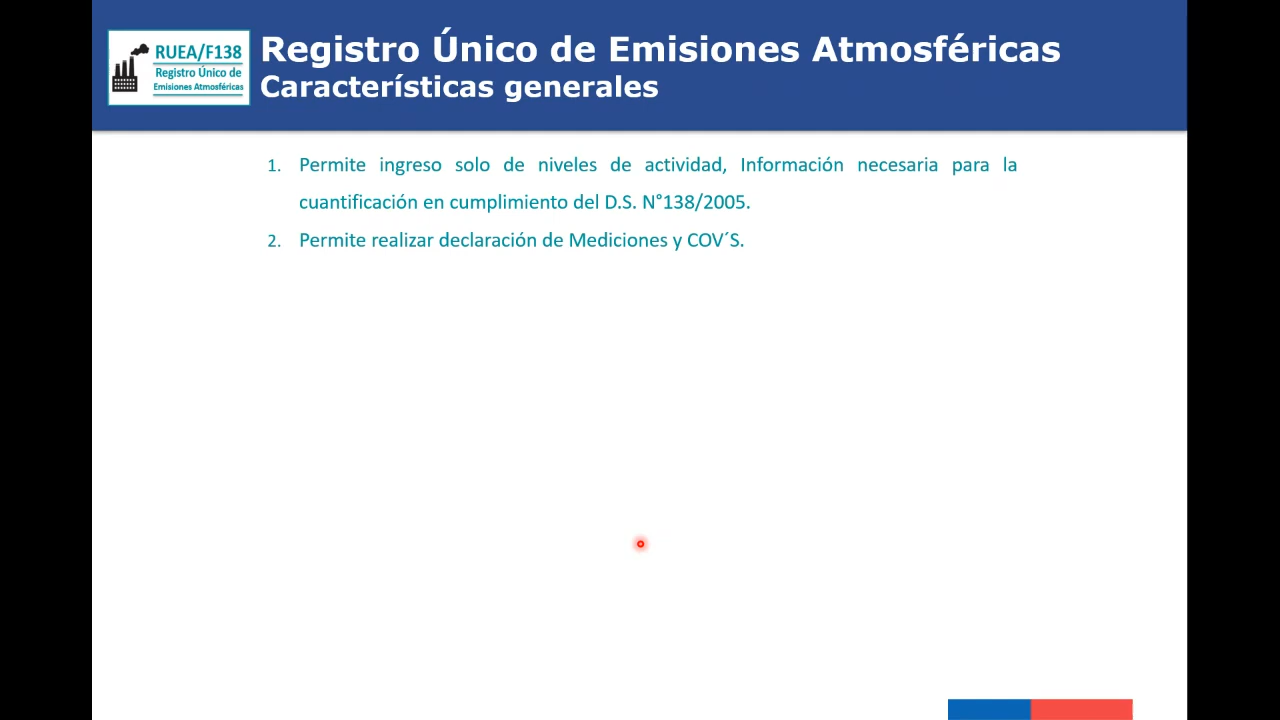 RUEA/F138
Registro Único de
Emisiones Atmosféricas
Registro Único de Emisiones Atmosféricas
Características generales
1. Permite ingreso solo de niveles de actividad, Información necesaria para la
cuantificación en cumplimiento del D.S. N°138/2005.
2. Permite realizar declaración de Mediciones y COV´S.